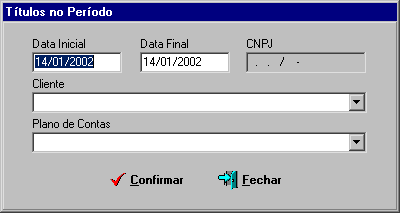 Títulos no Período
Data Inicial Data Final CNPJ
14/01/2002 14/01/2002 . . / -
Cliente
Plano de Contas
Confirmar Fechar